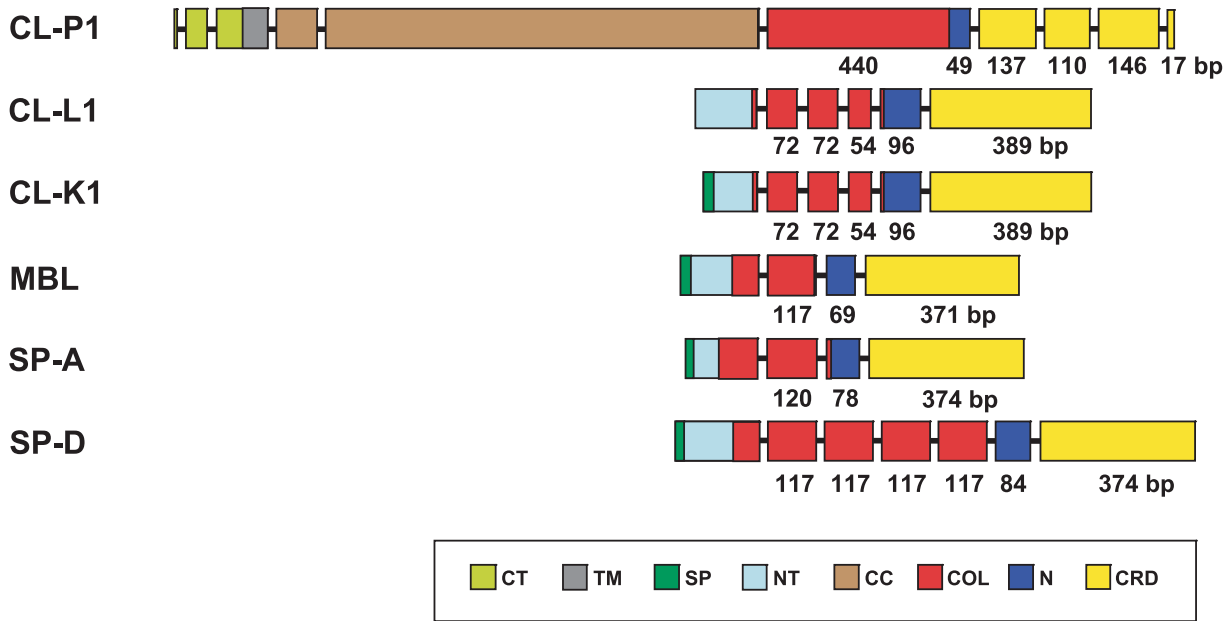 CL-P1
440 49 137 110 146 17 bp
CL-L1
72 72 54 96 389 bp
CL-K1
72 72 54 96 389 bp
MBL
117 69 371 bp
SP-A
120 78 374 bp
SP-D
117 117 117 117 84 374 bp
CT TM SP NT CC COL N CRD